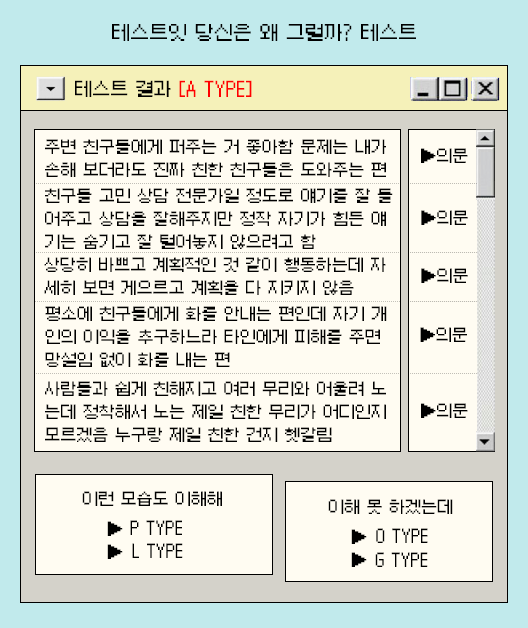 테스트잇 당신은 왜 그럴까? 테스트
테스트 결과 [A TYPE]
주변 친구들에게 퍼주는 거 좋아함 문제는 내가
손해 보더라도 진짜 친한 친구들은 도와주는 편
▶의문
친구들 고민 상담 전문가일 정도로 얘기를 잘 들
어주고 상담을 잘해주지만 정작 자기가 힘든 얘
기는 숨기고 잘 털어놓지 않으려고 함
▶의문
상당히 바쁘고 계획적인 것 같이 행동하는데 자
세히 보면 게으르고 계획을 다 지키지 않음
▶의문
평소에 친구들에게 화를 안내는 편인데 자기 개
인의 이익을 추구하느라 타인에게 피해를 주면
망설임 없이 화를 내는 편
▶의문
사람들과 쉽게 친해지고 여러 무리와 어울려 노
는데 정착해서 노는 제일 친한 무리가 어디인지
모르겠음 누구랑 제일 친한 건지 헷갈림
▶의문
이런 모습도 이해해
▶ P TYPE
▶ L TYPE
이해 못 하겠는데
▶ O TYPE
▶ G TYPE